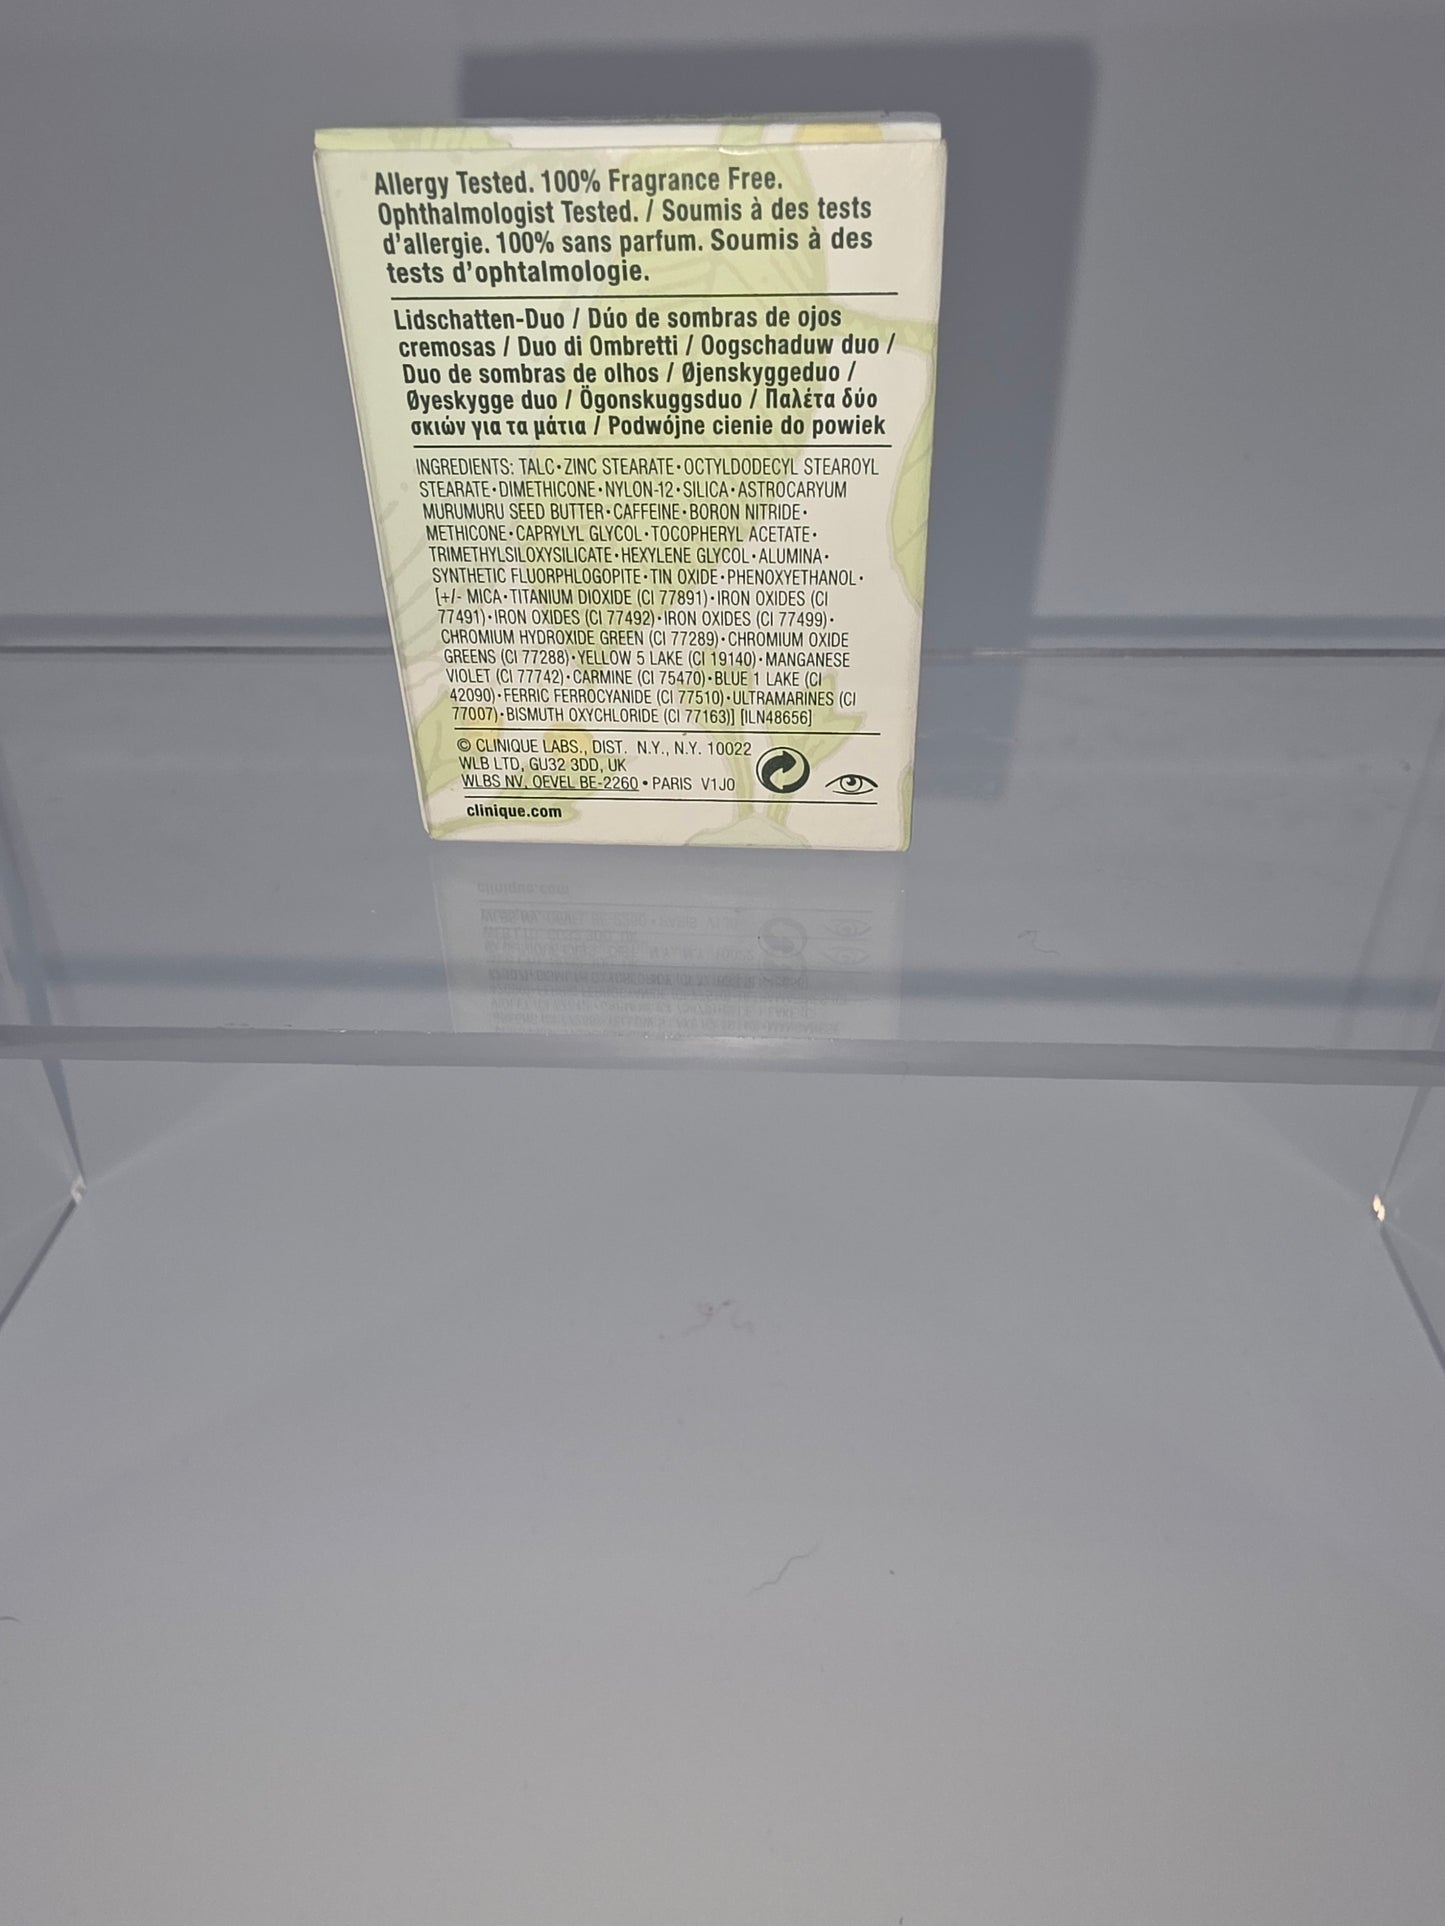 Allergy Tested. 100% Fragrance Free.
Ophthalmologist Tested. / Soumis à des tests
d'allergie. 100% sans parfum. Soumis à des
tests d'ophtalmologie.
Lidschatten-Duo / Dúo de sombras de ojos
cremosas / Duo di Ombretti / Oogschaduw duo /
Duo de sombras de olhos / Øjenskyggeduo /
Øyeskygge duo / Ögonskuggsduo / Παλέτα δύο
σκιών για τα μάτια / Podwójne cienie do powiek
INGREDIENTS: TALC•ZINC STEARATE•OCTYLDODECYL STEAROYL
STEARATE•DIMETHICONE•NYLON-12•SILICA•ASTROCARYUM
MURUMURU SEED BUTTER•CAFFEINE•BORON NITRIDE•
METHICONE•CAPRYLYL GLYCOL•TOCOPHERYL ACETATE•
TRIMETHYLSILOXYSILICATE•HEXYLENE GLYCOL•ALUMINA•
SYNTHETIC FLUORPHLOGOPITE•TIN OXIDE•PHENOXYETHANOL•
[+/- MICA•TITANIUM DIOXIDE (CI 77891)•IRON OXIDES (CI
77491)•IRON OXIDES (CI 77492)•IRON OXIDES (CI 77499)•
CHROMIUM HYDROXIDE GREEN (CI 77289)•CHROMIUM OXIDE
GREENS (CI 77288)•YELLOW 5 LAKE (CI 19140)•MANGANESE
VIOLET (CI 77742)•CARMINE (CI 75470)•BLUE 1 LAKE (CI
42090)•FERRIC FERROCYANIDE (CI 77510)•ULTRAMARINES (CI
77007)•BISMUTH OXYCHLORIDE (CI 77163)] [ILN48656]
© CLINIQUE LABS., DIST. N.Y., N.Y. 10022
WLB LTD, GU32 3DD, UK
WLBS NV, OEVEL BE-2260 • PARIS V1J0
clinique.com